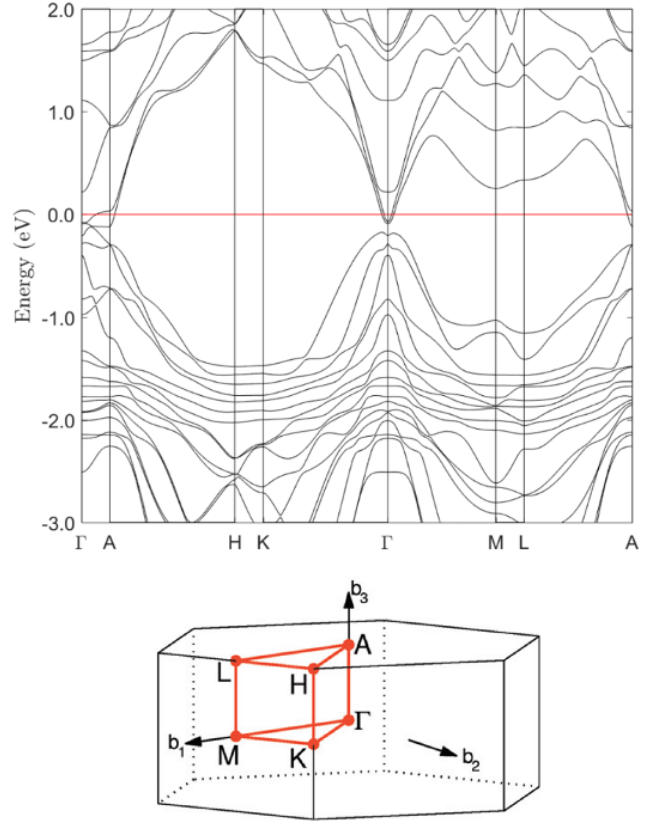 2.0
1.0
0.0
-1.0
-2.0
-3.0
Energy (eV)
Γ A H K Γ M L A
b3
A
L
H
Γ
b1
M
K
b2